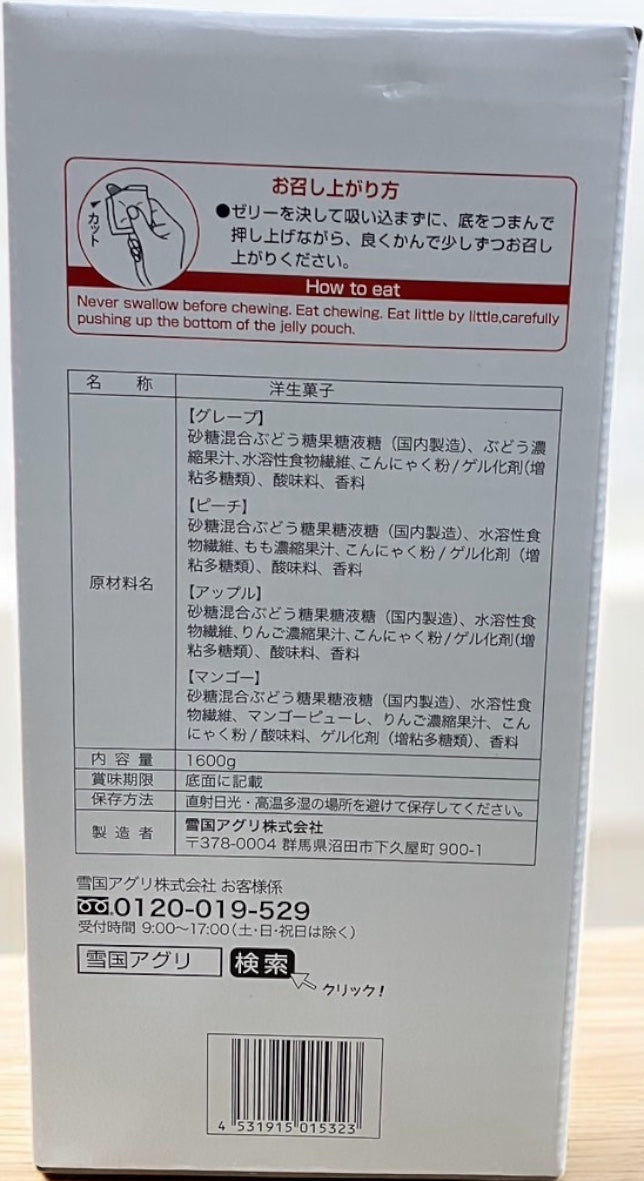 お召し上がり方
カット
●ゼリーを決して吸い込まずに、底をつまんで
押し上げながら、良くかんで少しずつお召し
上がりください。
How to eat
Never swallow before chewing. Eat chewing. Eat little by little,carefully
pushing up the bottom of the jelly pouch.
名 称 洋生菓子
原材料名
【グレープ】
砂糖混合ぶどう糖果糖液糖（国内製造）、ぶどう濃
縮果汁、水溶性食物繊維、こんにゃく粉/ゲル化剤（増
粘多糖類）、酸味料、香料
【ピーチ】
砂糖混合ぶどう糖果糖液糖（国内製造）、水溶性食
物繊維、もも濃縮果汁、こんにゃく粉/ゲル化剤（増
粘多糖類）、酸味料、香料
【アップル】
砂糖混合ぶどう糖果糖液糖（国内製造）、水溶性食
物繊維、りんご濃縮果汁、こんにゃく粉/ゲル化剤（増
粘多糖類）、酸味料、香料
【マンゴー】
砂糖混合ぶどう糖果糖液糖（国内製造）、水溶性食
物繊維、マンゴーピューレ、りんご濃縮果汁、こん
にゃく粉/酸味料、ゲル化剤（増粘多糖類）、香料
内容量 1600g
賞味期限 底面に記載
保存方法 直射日光・高温多湿の場所を避けて保存してください。
製造者 雪国アグリ株式会社
〒378-0004 群馬県沼田市下久屋町 900-1
雪国アグリ株式会社 お客様係
0120-019-529
受付時間 9:00〜17:00（土・日・祝日は除く）
雪国アグリ 検索
クリック！
4 531915 015323